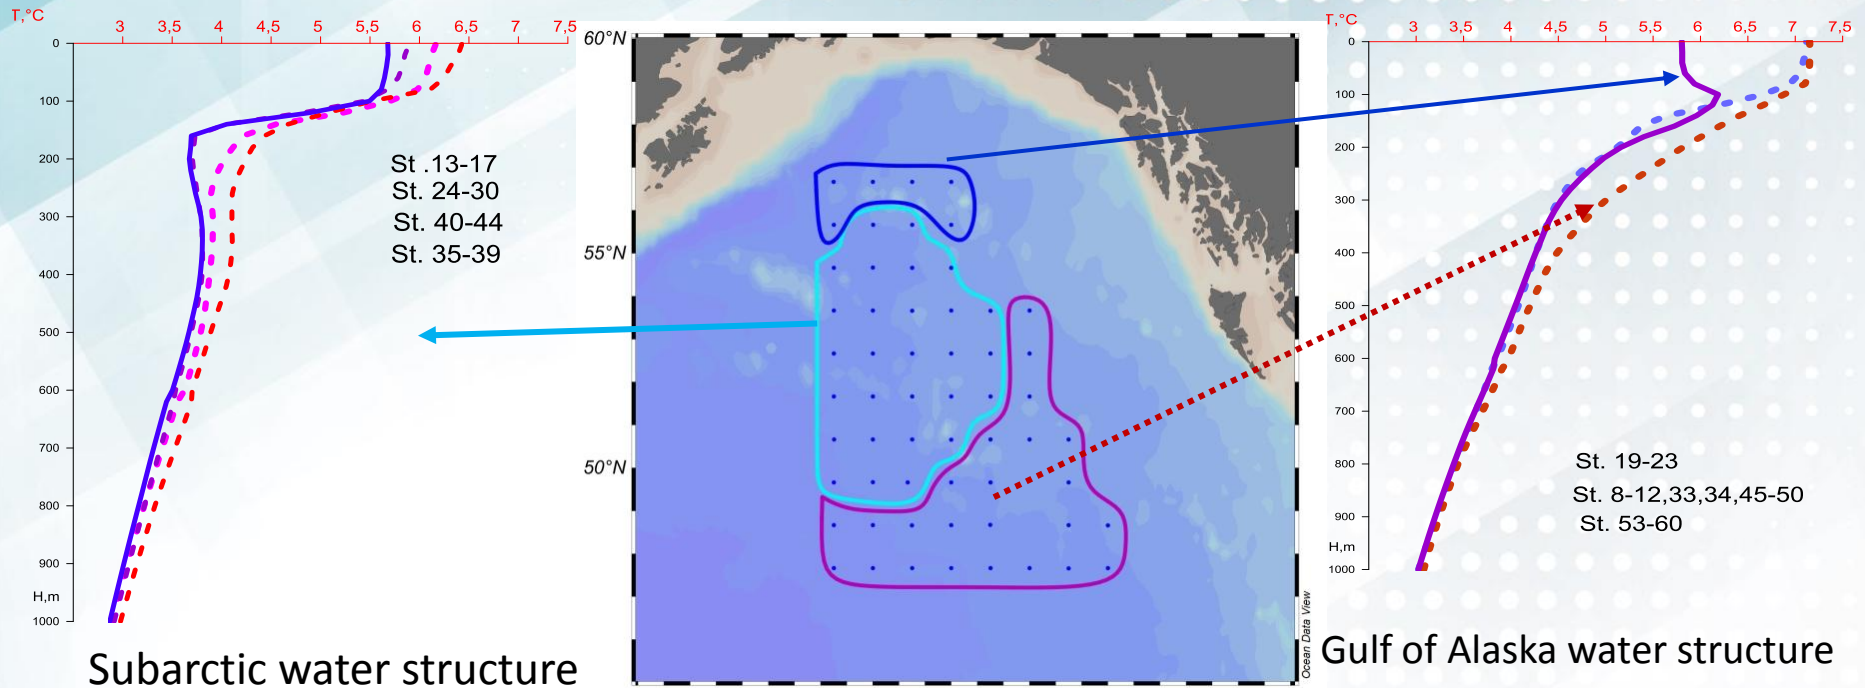 T,°C
3 3,5 4 4,5 5 5,5 6 6,5 7 7,5
0
100
200
300
400
500
600
700
800
900
H,m
1000
St .13-17
St. 24-30
St. 40-44
St. 35-39
Subarctic water structure
60°N
55°N
50°N
Ocean Data View
T,°C
3 3,5 4 4,5 5 5,5 6 6,5 7 7,5
0
100
200
300
400
500
600
700
800
900
H,m
1000
St. 19-23
St. 8-12,33,34,45-50
St. 53-60
Gulf of Alaska water structure